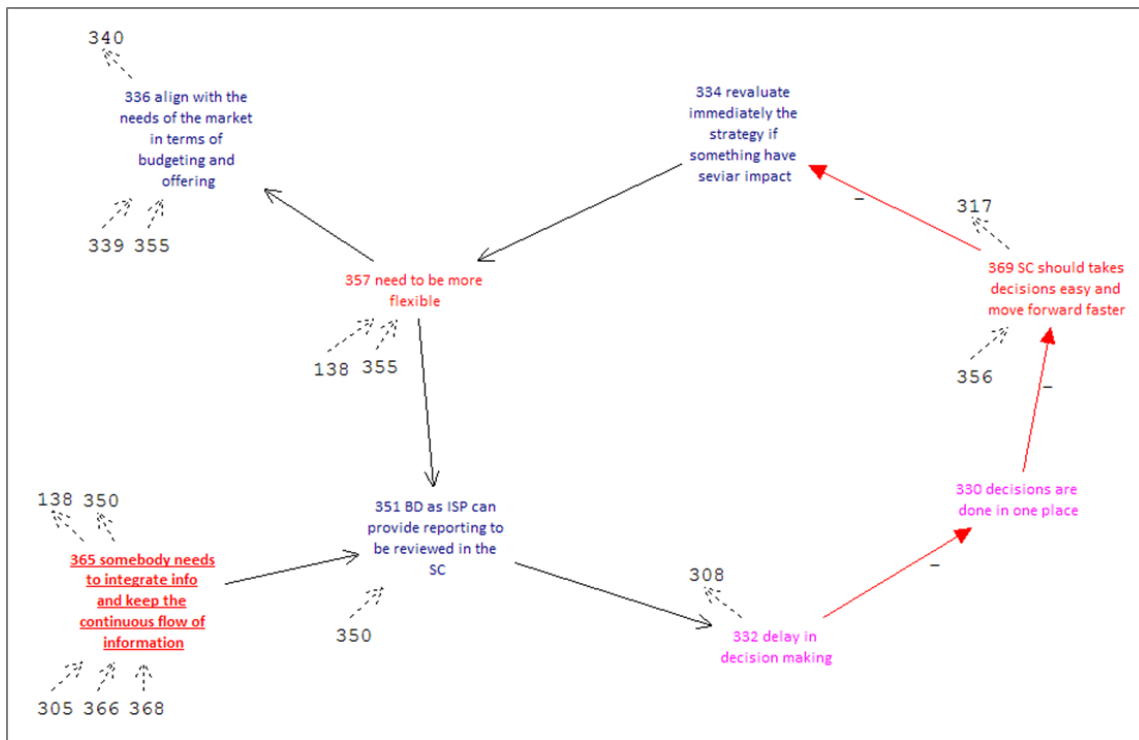 340
336 align with the
needs of the market
in terms of
budgeting and
offering
339 355
334 revaluate
immediately the
strategy if
something have
seviar impact
–
317
369 SC should takes
decisions easy and
move forward faster
356
357 need to be more
flexible
138 355
–
330 decisions are
done in one place
–
138 350
365 somebody needs
to integrate info
and keep the
continuous flow of
information
305 366 368
351 BD as ISP can
provide reporting to
be reviewed in the
SC
350
308
332 delay in
decision making